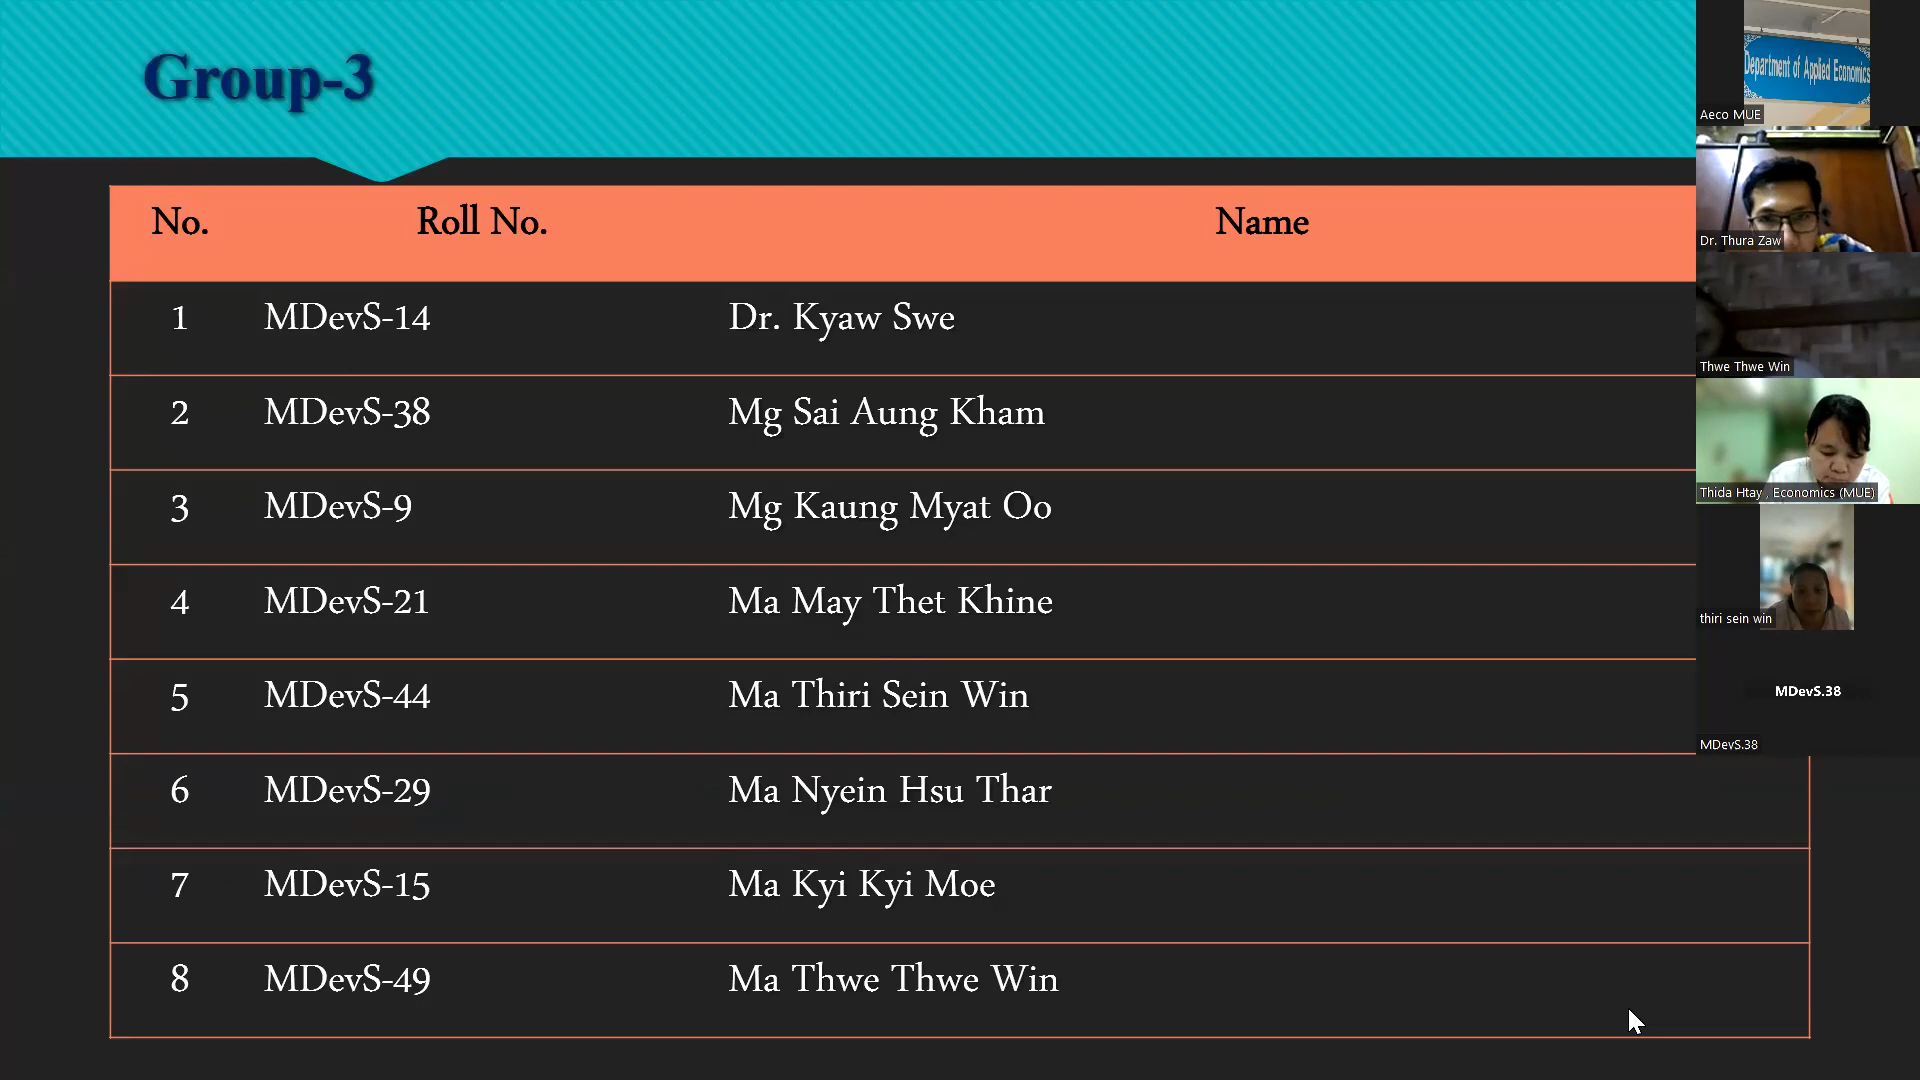 Group-3
No. Roll No. Name
1 MDevS-14 Dr. Kyaw Swe
2 MDevS-38 Mg Sai Aung Kham
3 MDevS-9 Mg Kaung Myat Oo
4 MDevS-21 Ma May Thet Khine
5 MDevS-44 Ma Thiri Sein Win
6 MDevS-29 Ma Nyein Hsu Thar
7 MDevS-15 Ma Kyi Kyi Moe
8 MDevS-49 Ma Thwe Thwe Win
Department of Applied Economics
Aeco MUE
Dr. Thura Zaw
Thwe Thwe Win
Thida Htay , Economics (MUE)
thiri sein win
MDevS.38
MDevS.38